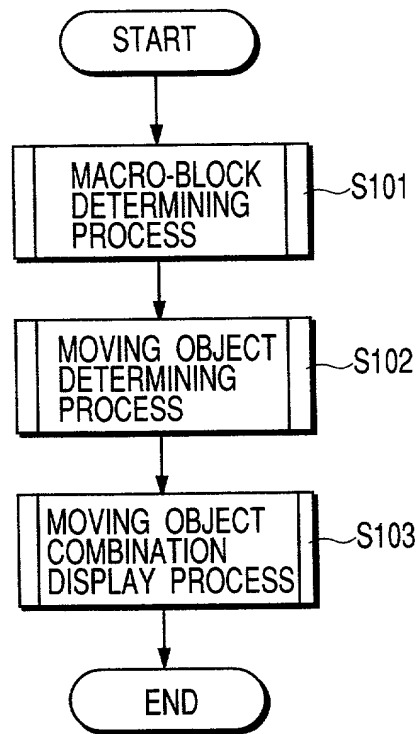 START
MACRO-BLOCK
DETERMINING
PROCESS
S101
MOVING OBJECT
DETERMINING
PROCESS
S102
MOVING OBJECT
COMBINATION
DISPLAY PROCESS
S103
END